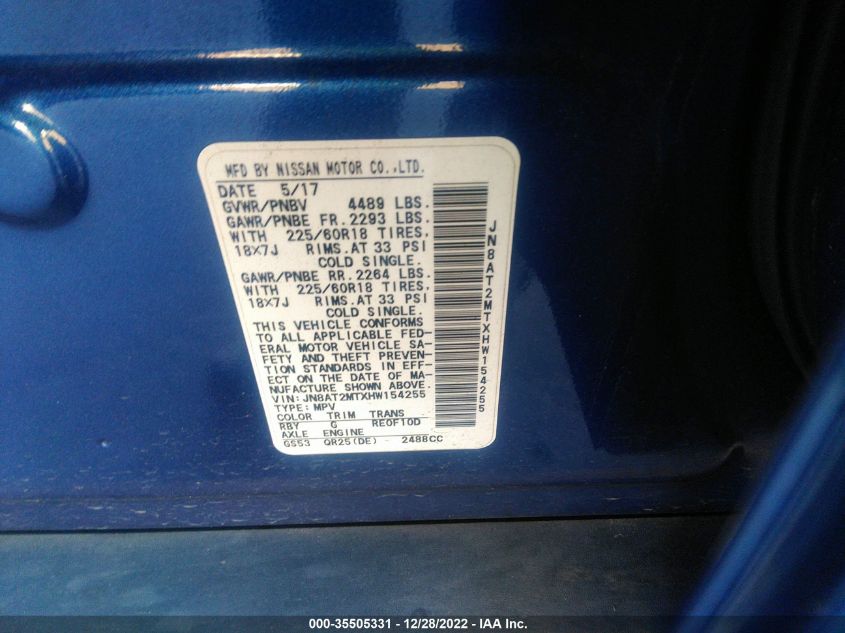 MFD BY NISSAN MOTOR CO.,LTD.
DATE 5/17
GVWR/PNBV 4489 LBS.
GAWR/PNBE FR. 2293 LBS.
WITH 225/60R18 TIRES,
18X7J RIMS.AT 33 PSI
COLD SINGLE.
GAWR/PNBE RR. 2264 LBS.
WITH 225/60R18 TIRES,
18X7J RIMS.AT 33 PSI
COLD SINGLE.
THIS VEHICLE CONFORMS
TO ALL APPLICABLE FED-
ERAL MOTOR VEHICLE SA-
FETY AND THEFT PREVEN-
TION STANDARDS IN EFF-
ECT ON THE DATE OF MA-
NUFACTURE SHOWN ABOVE.
VIN: JN8AT2MTXHW154255
TYPE: MPV
COLOR TRIM TRANS
RBY G RE0F10D
AXLE ENGINE
GS53 QR25(DE) - 2488CC
JN8AT2MTXHW154255
000-35505331 - 12/28/2022 - IAA Inc.